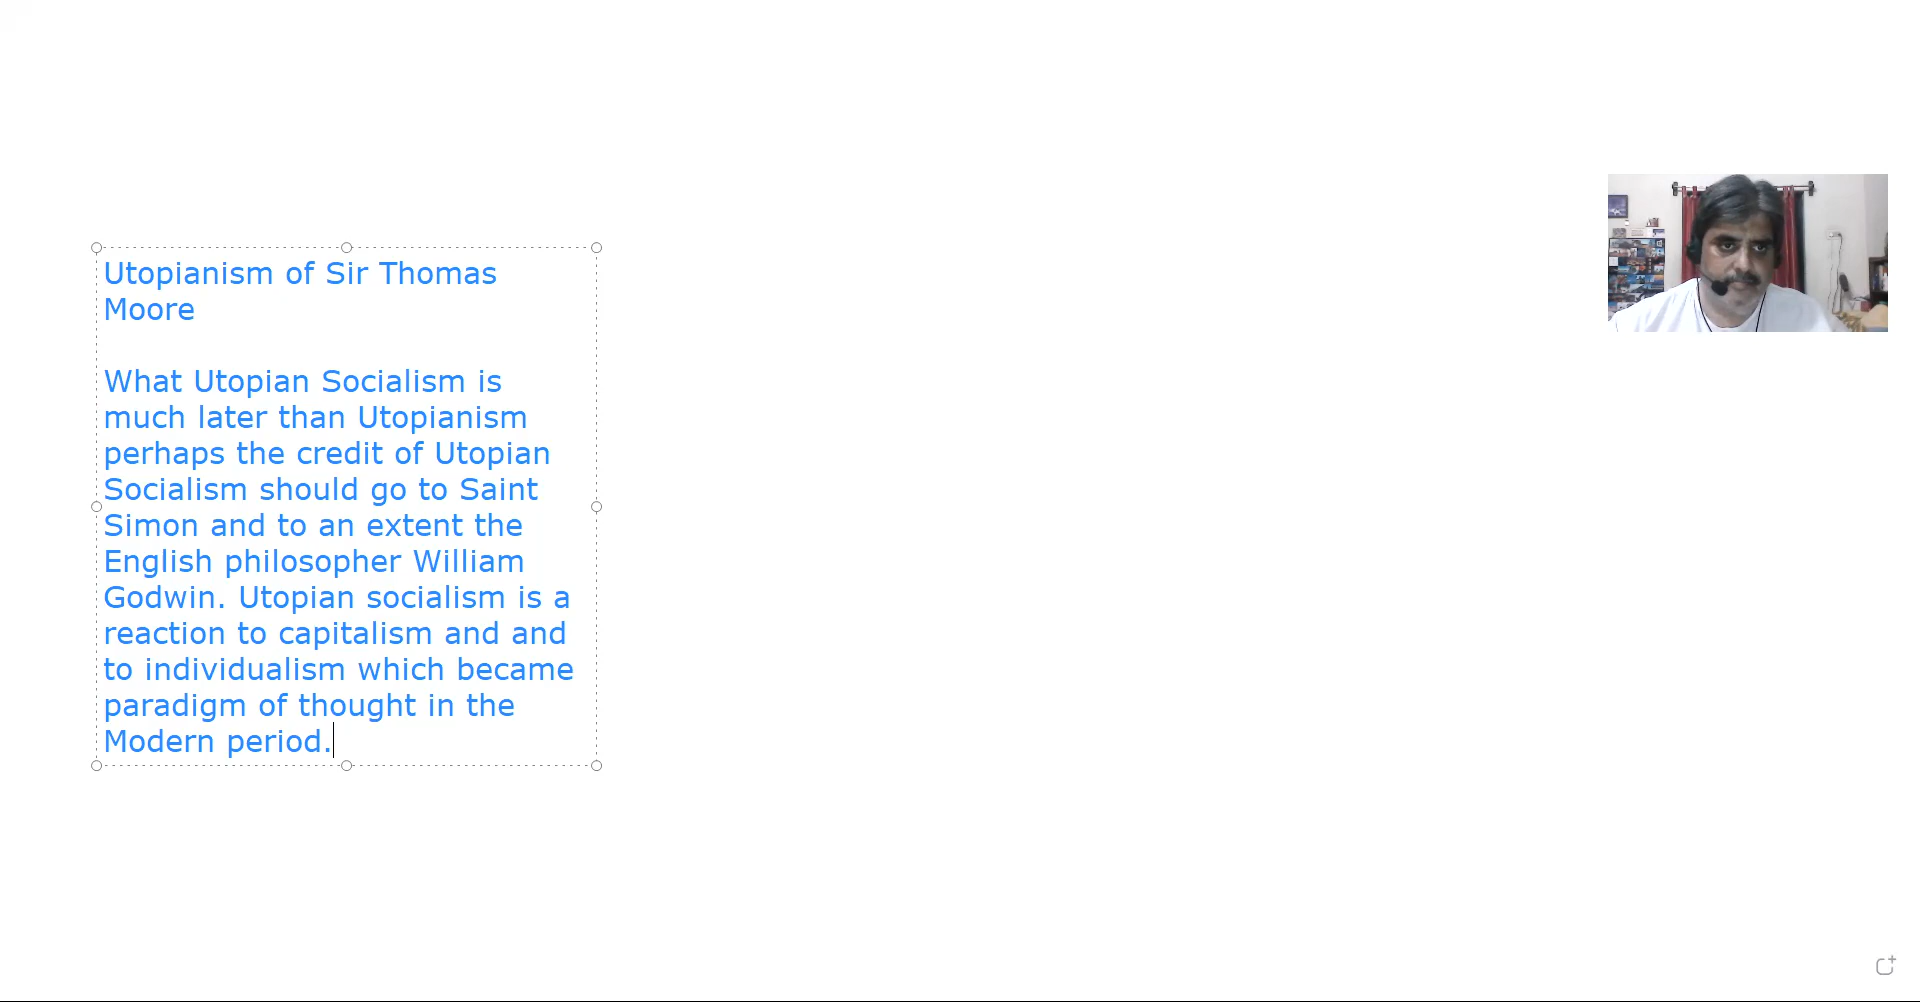 Utopianism of Sir Thomas
Moore
What Utopian Socialism is
much later than Utopianism
perhaps the credit of Utopian
Socialism should go to Saint
Simon and to an extent the
English philosopher William
Godwin. Utopian socialism is a
reaction to capitalism and and
to individualism which became
paradigm of thought in the
Modern period.